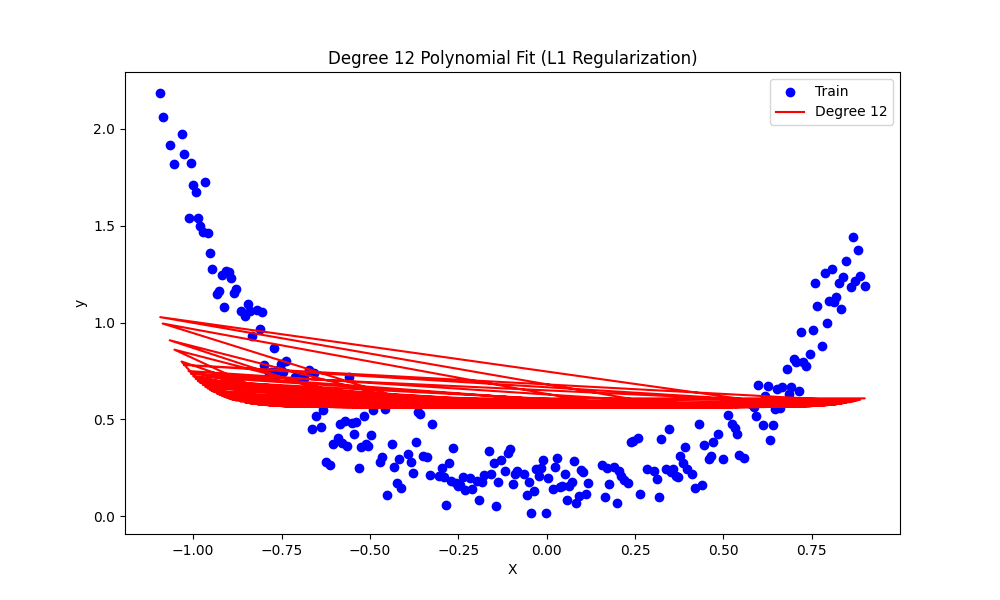 Degree 12 Polynomial Fit (L1 Regularization)
Train
Degree 12
y
2.0
1.5
1.0
0.5
0.0
−1.00 −0.75 −0.50 −0.25 0.00 0.25 0.50 0.75
X